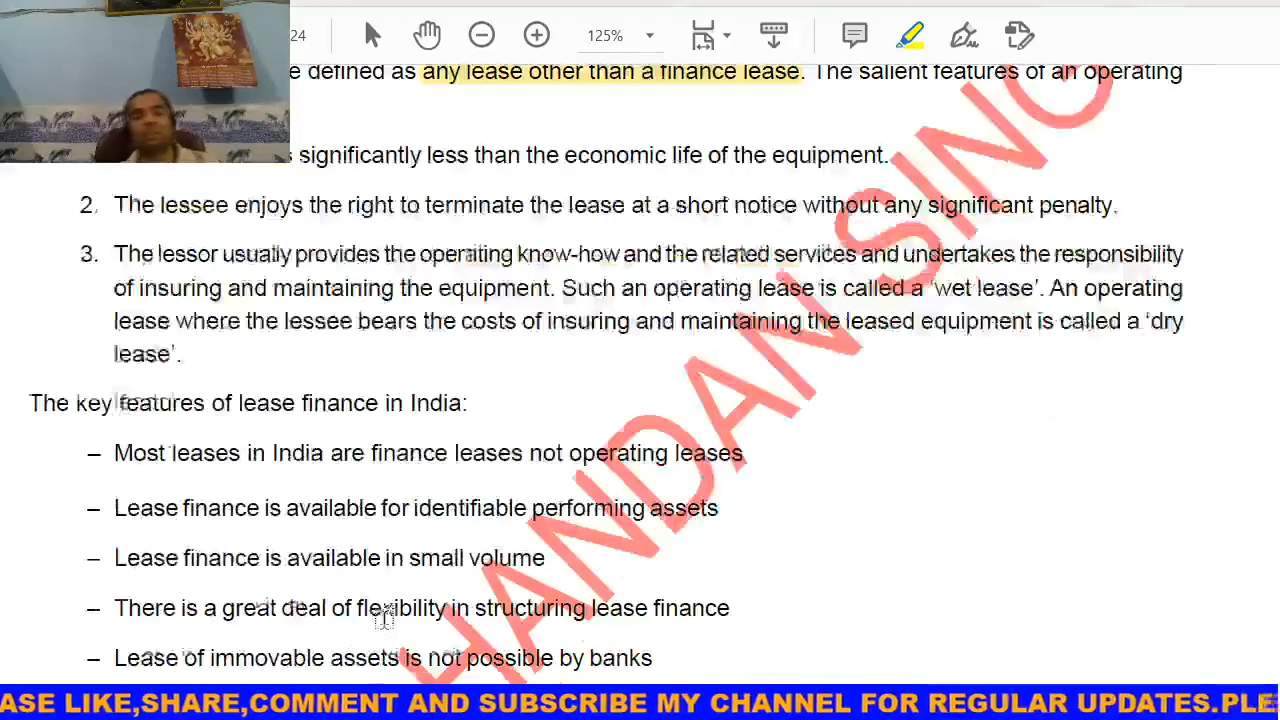 24
125%
e defined as any lease other than a finance lease. The salient features of an operating
significantly less than the economic life of the equipment.
2. The lessee enjoys the right to terminate the lease at a short notice without any significant penalty.
3. The lessor usually provides the operating know-how and the related services and undertakes the responsibility
of insuring and maintaining the equipment. Such an operating lease is called a ‘wet lease’. An operating
lease where the lessee bears the costs of insuring and maintaining the leased equipment is called a ‘dry
lease’.
The key features of lease finance in India:
– Most leases in India are finance leases not operating leases
– Lease finance is available for identifiable performing assets
– Lease finance is available in small volume
– There is a great deal of flexibility in structuring lease finance
– Lease of immovable assets is not possible by banks
HANDAN SING
ASE LIKE,SHARE,COMMENT AND SUBSCRIBE MY CHANNEL FOR REGULAR UPDATES.PLE